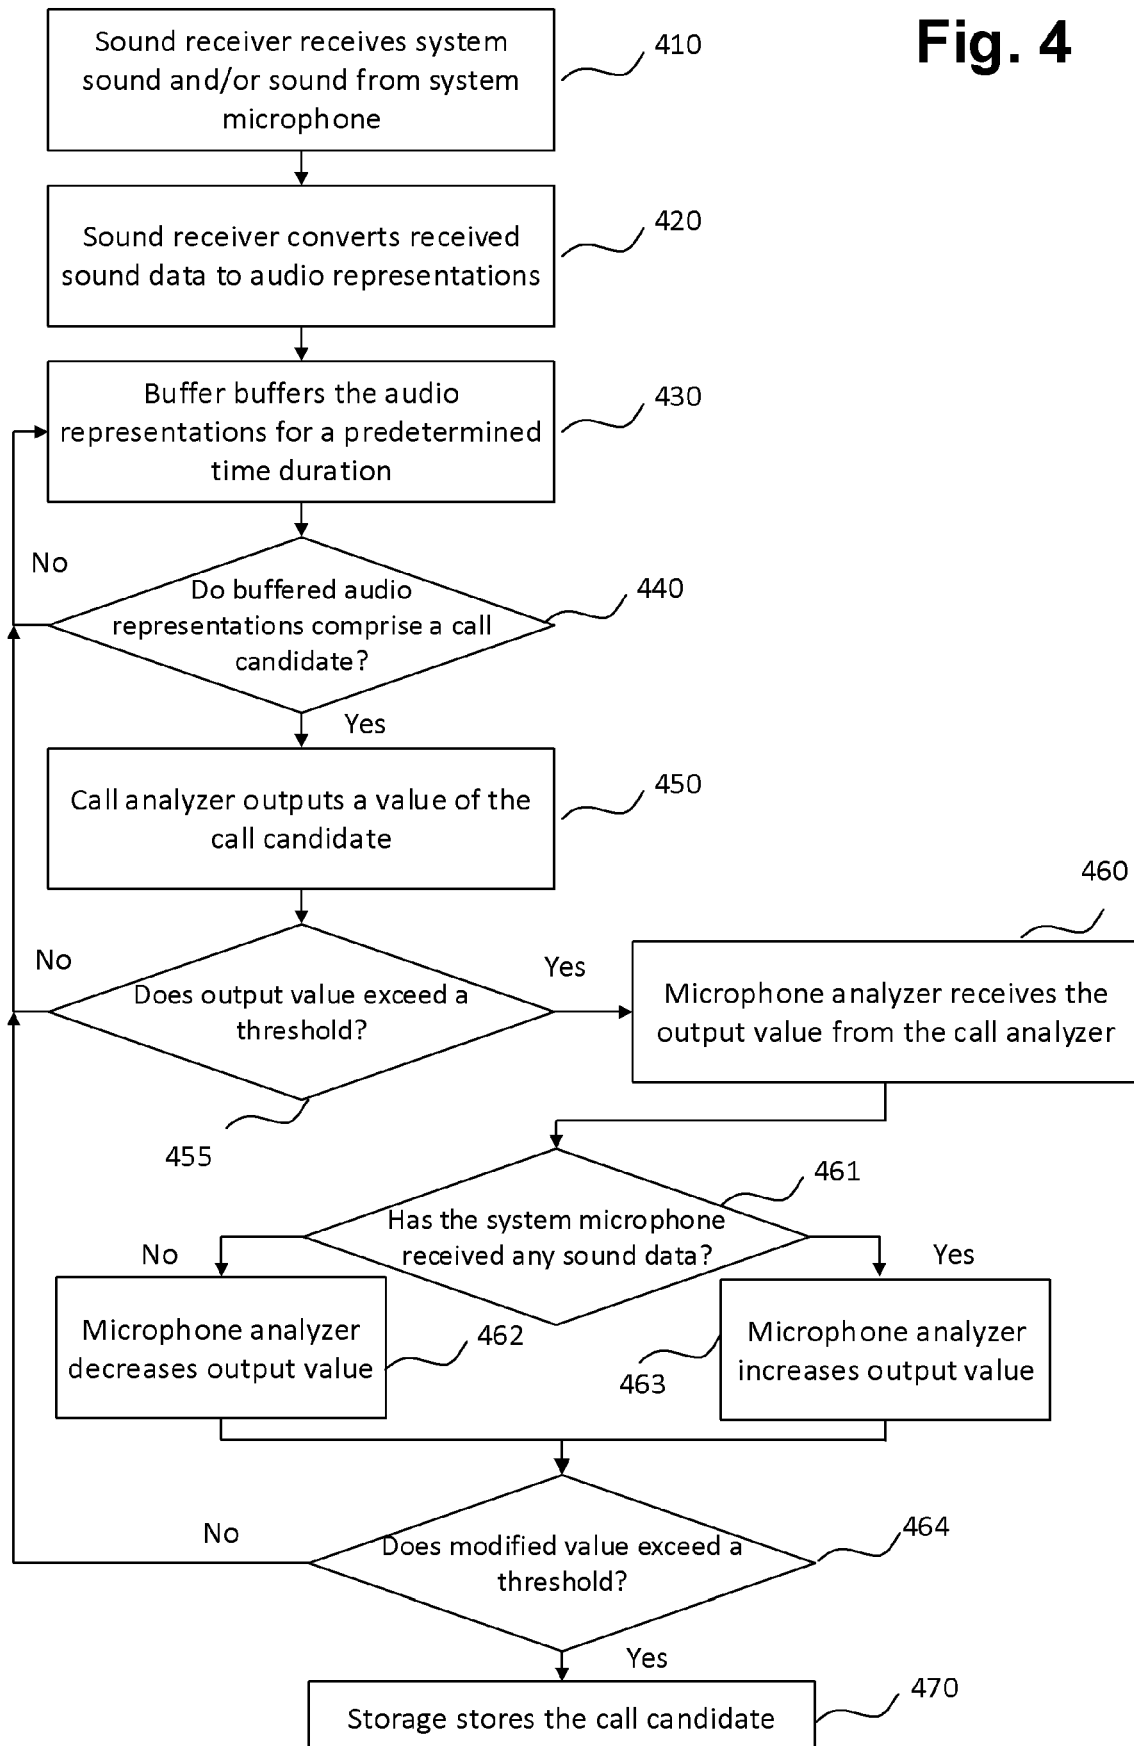 Fig. 4
Sound receiver receives system
sound and/or sound from system
microphone
410
Sound receiver converts received
sound data to audio representations
420
Buffer buffers the audio
representations for a predetermined
time duration
430
No
Do buffered audio
representations comprise a call
candidate?
440
Yes
Call analyzer outputs a value of the
call candidate
450
No
Does output value exceed a
threshold?
455
Yes
460
Microphone analyzer receives the
output value from the call analyzer
461
Has the system microphone
received any sound data?
No
Yes
Microphone analyzer
decreases output value
462
463
Microphone analyzer
increases output value
No
Does modified value exceed a
threshold?
464
Yes
Storage stores the call candidate
470